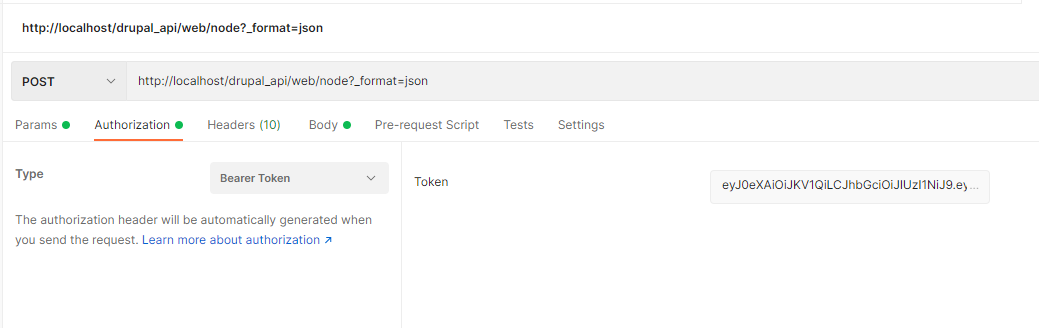 http://localhost/drupal_api/web/node?_format=json
POST http://localhost/drupal_api/web/node?_format=json
Params Authorization Headers (10) Body Pre-request Script Tests Settings
Type Bearer Token Token eyJ0eXAiOiJKV1QiLCJhbGciOiJIUzI1NiJ9.ey...
The authorization header will be automatically generated when
you send the request. Learn more about authorization ↗